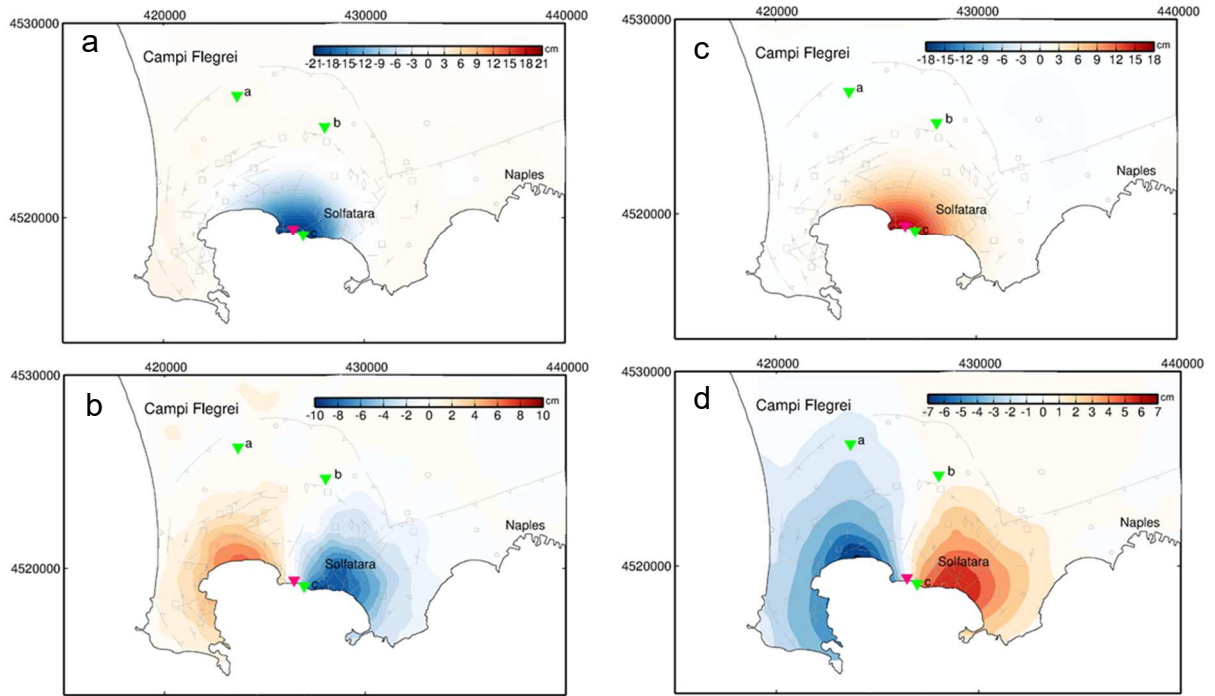 420000 430000 440000
4530000
a
Campi Flegrei
cm
-21-18-15-12-9 -6 -3 0 3 6 9 12 15 18 21
a
b
Naples
Solfatara
4520000
c
420000 430000 440000
4530000
c
Campi Flegrei
cm
-18-15-12-9 -6 -3 0 3 6 9 12 15 18
a
b
Naples
Solfatara
4520000
c
420000 430000 440000
4530000
b
Campi Flegrei
cm
-10 -8 -6 -4 -2 0 2 4 6 8 10
a
b
Naples
Solfatara
4520000
c
420000 430000 440000
4530000
d
Campi Flegrei
cm
-7 -6 -5 -4 -3 -2 -1 0 1 2 3 4 5 6 7
a
b
Naples
Solfatara
4520000
c